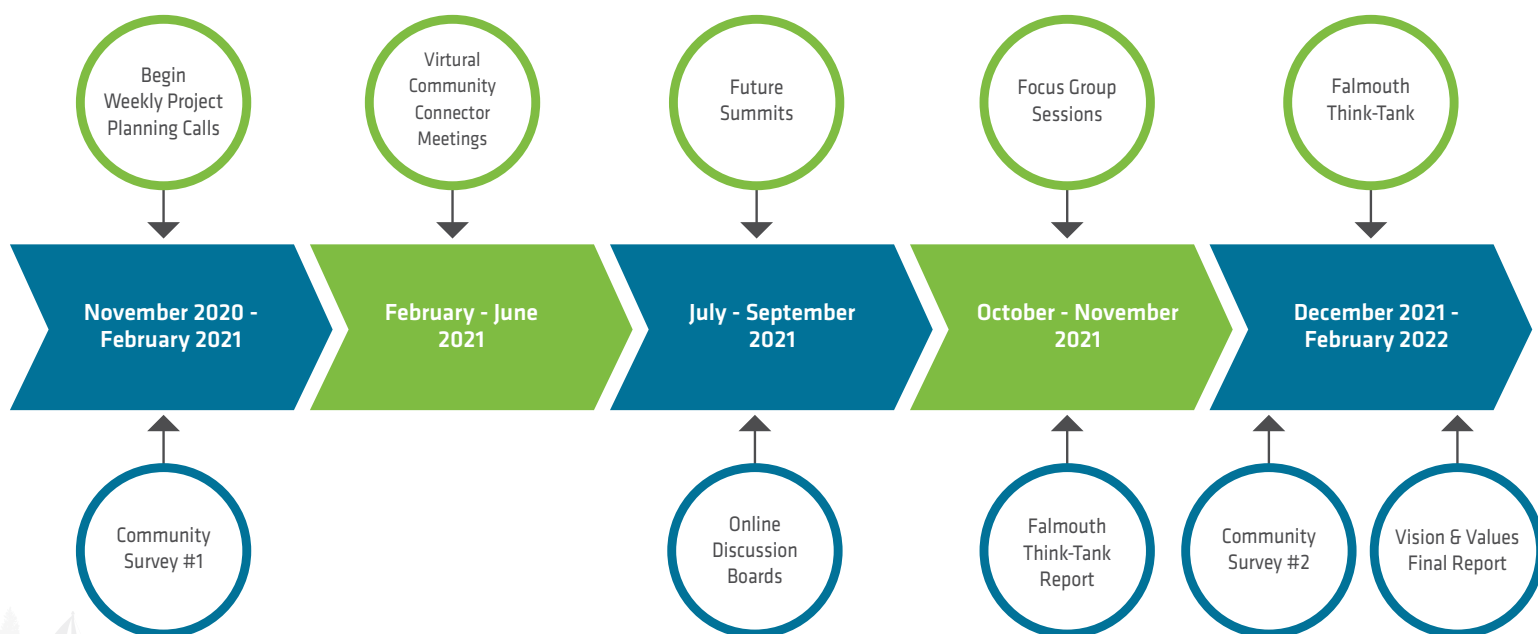 Begin
Weekly Project
Planning Calls
Virtural
Community
Connector
Meetings
Future
Summits
Focus Group
Sessions
Falmouth
Think-Tank
November 2020 -
February 2021
February - June
2021
July - September
2021
October - November
2021
December 2021 -
February 2022
Community
Survey #1
Online
Discussion
Boards
Falmouth
Think-Tank
Report
Community
Survey #2
Vision & Values
Final Report